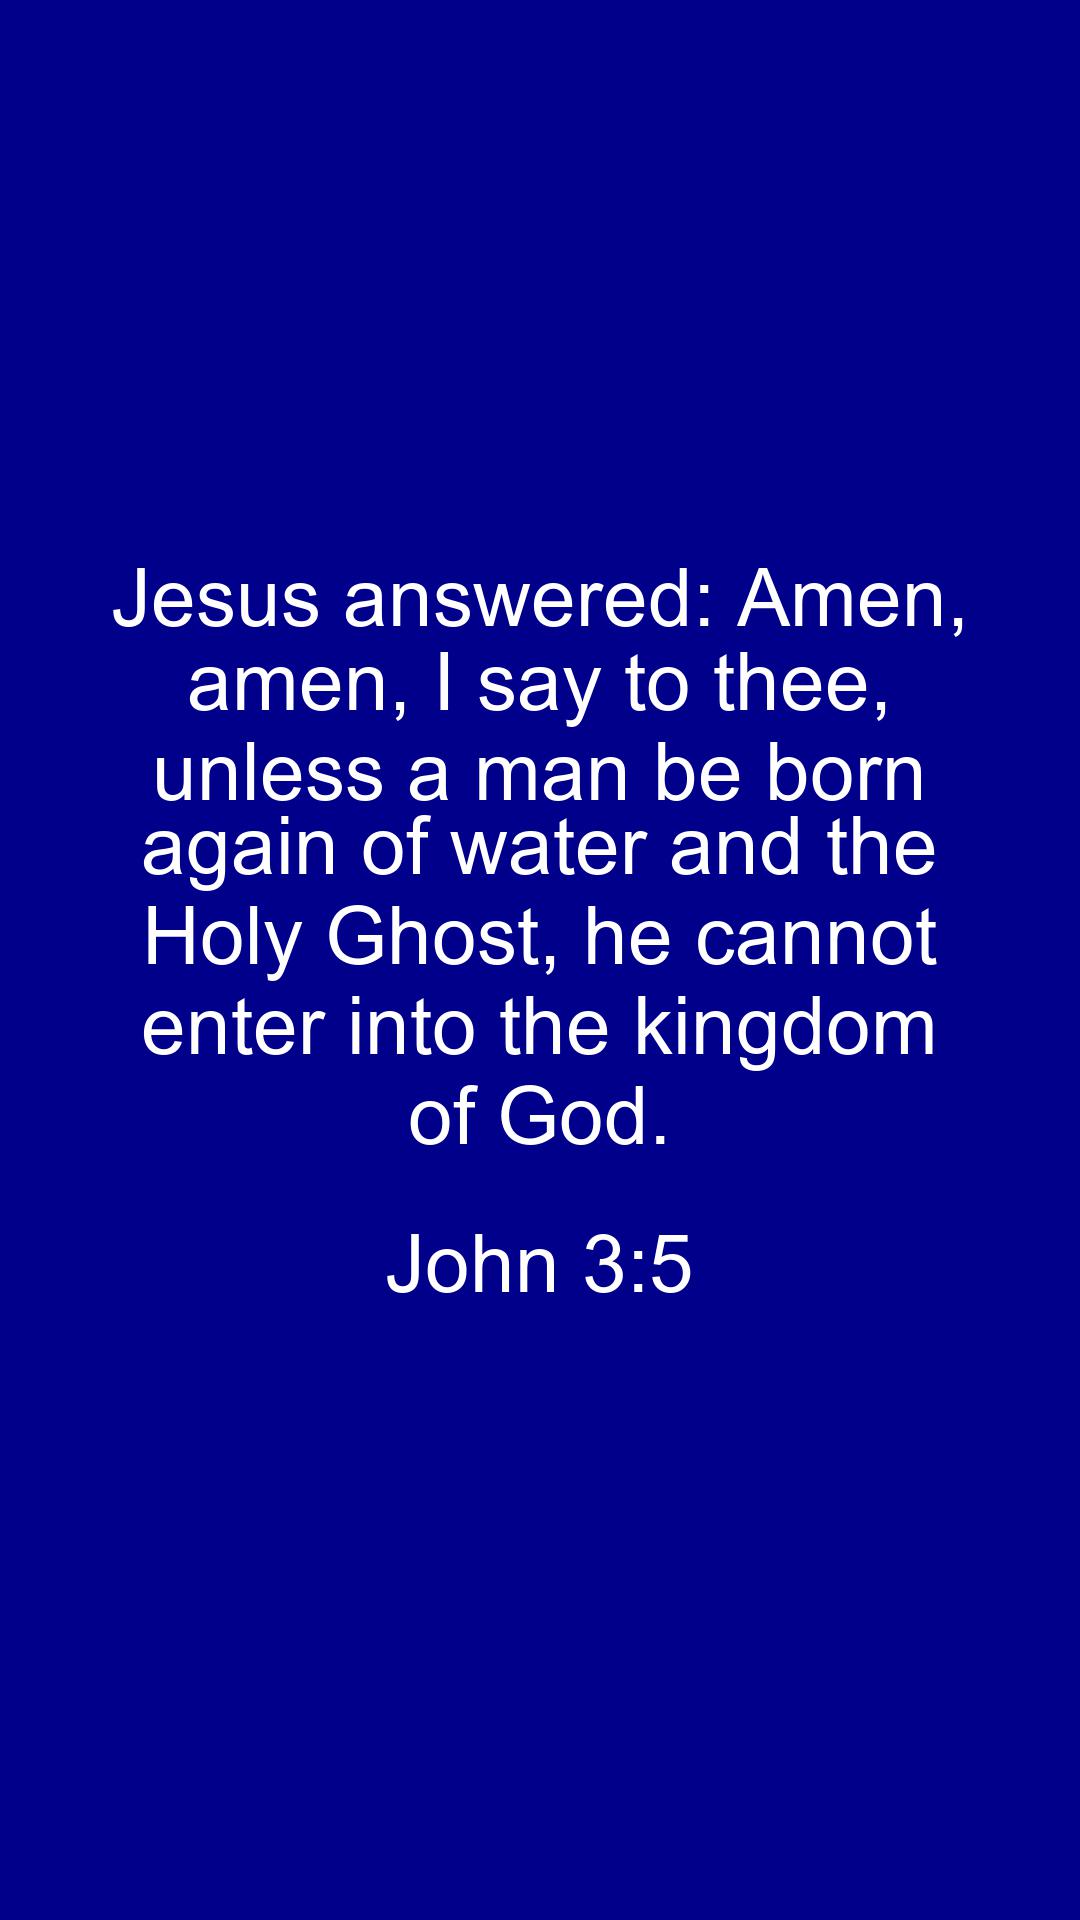 Jesus answered: Amen,
amen, I say to thee,
unless a man be born
again of water and the
Holy Ghost, he cannot
enter into the kingdom
of God.
John 3:5